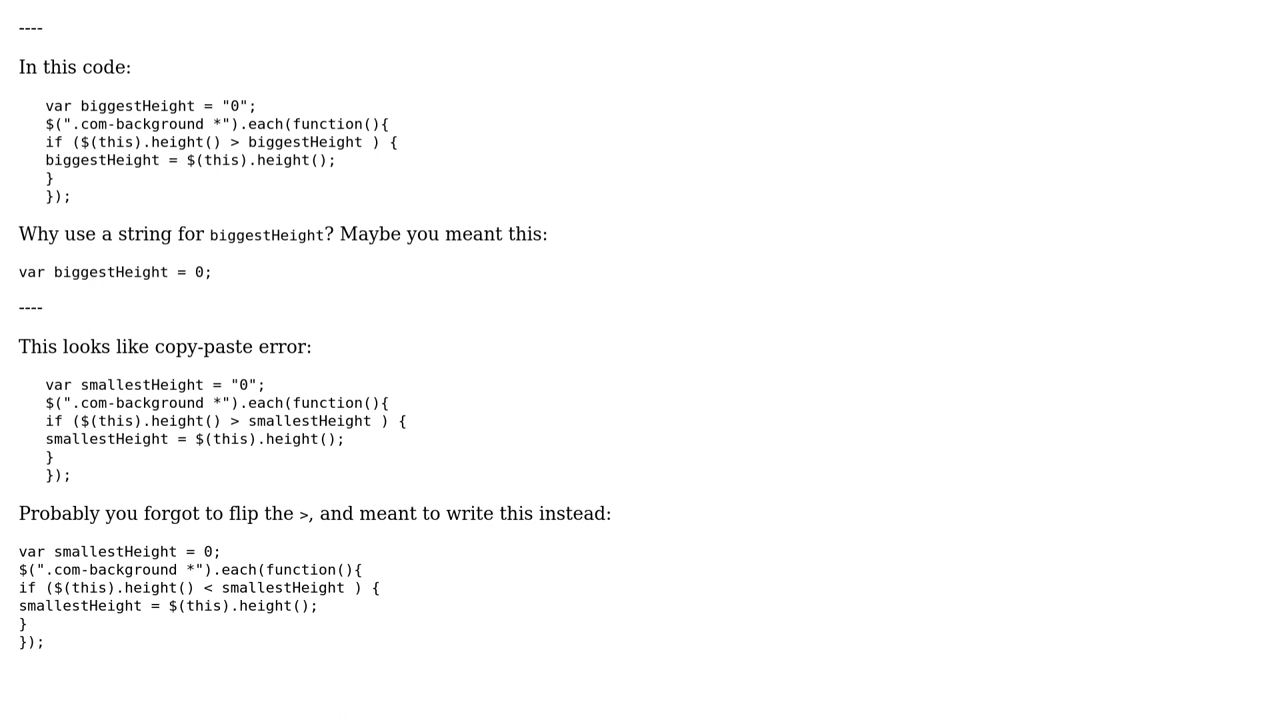 ----
In this code:
var biggestHeight = "0";
$(".com-background *").each(function(){
if ($(this).height() > biggestHeight ) {
biggestHeight = $(this).height();
}
});
Why use a string for biggestHeight? Maybe you meant this:
var biggestHeight = 0;
----
This looks like copy-paste error:
var smallestHeight = "0";
$(".com-background *").each(function(){
if ($(this).height() > smallestHeight ) {
smallestHeight = $(this).height();
}
});
Probably you forgot to flip the >, and meant to write this instead:
var smallestHeight = 0;
$(".com-background *").each(function(){
if ($(this).height() < smallestHeight ) {
smallestHeight = $(this).height();
}
});